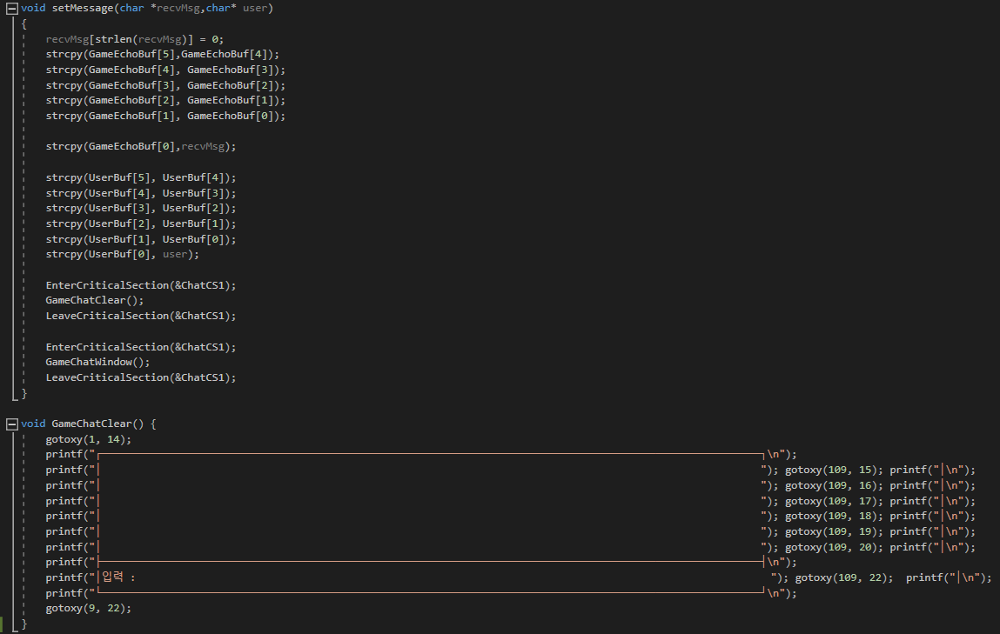 void setMessage(char *recvMsg,char* user)
{
    recvMsg[strlen(recvMsg)] = 0;
    strcpy(GameEchoBuf[5],GameEchoBuf[4]);
    strcpy(GameEchoBuf[4], GameEchoBuf[3]);
    strcpy(GameEchoBuf[3], GameEchoBuf[2]);
    strcpy(GameEchoBuf[2], GameEchoBuf[1]);
    strcpy(GameEchoBuf[1], GameEchoBuf[0]);

    strcpy(GameEchoBuf[0],recvMsg);

    strcpy(UserBuf[5], UserBuf[4]);
    strcpy(UserBuf[4], UserBuf[3]);
    strcpy(UserBuf[3], UserBuf[2]);
    strcpy(UserBuf[2], UserBuf[1]);
    strcpy(UserBuf[1], UserBuf[0]);
    strcpy(UserBuf[0], user);

    EnterCriticalSection(&ChatCS1);
    GameChatClear();
    LeaveCriticalSection(&ChatCS1);

    EnterCriticalSection(&ChatCS1);
    GameChatWindow();
    LeaveCriticalSection(&ChatCS1);
}

void GameChatClear() {
    gotoxy(1, 14);
    printf("┌──────────────────────────────┐\n");
    printf("│                              "); gotoxy(109, 15); printf("│\n");
    printf("│                              "); gotoxy(109, 16); printf("│\n");
    printf("│                              "); gotoxy(109, 17); printf("│\n");
    printf("│                              "); gotoxy(109, 18); printf("│\n");
    printf("│                              "); gotoxy(109, 19); printf("│\n");
    printf("│                              "); gotoxy(109, 20); printf("│\n");
    printf("├──────────────────────────────┤\n");
    printf("│입력 :                         "); gotoxy(109, 22);  printf("│\n");
    printf("└──────────────────────────────┘\n");
    gotoxy(9, 22);
}